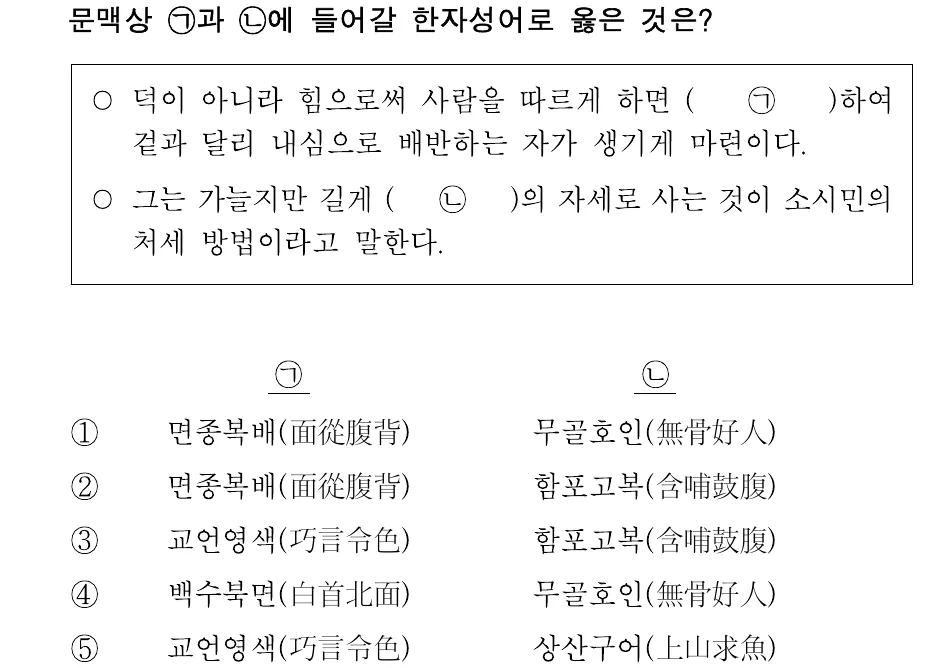 문맥상 ㉠과 ㉡에 들어갈 한자성어로 옳은 것은?
○ 덕이 아니라 힘으로써 사람을 따르게 하면 ( ㉠ )하여
겉과 달리 내심으로 배반하는 자가 생기게 마련이다.
○ 그는 가늘지만 길게 ( ㉡ )의 자세로 사는 것이 소시민의
처세 방법이라고 말한다.
㉠ ㉡
① 면종복배(面從腹背) 무골호인(無骨好人)
② 면종복배(面從腹背) 함포고복(含哺鼓腹)
③ 교언영색(巧言令色) 함포고복(含哺鼓腹)
④ 백수북면(白首北面) 무골호인(無骨好人)
⑤ 교언영색(巧言令色) 상산구어(上山求魚)